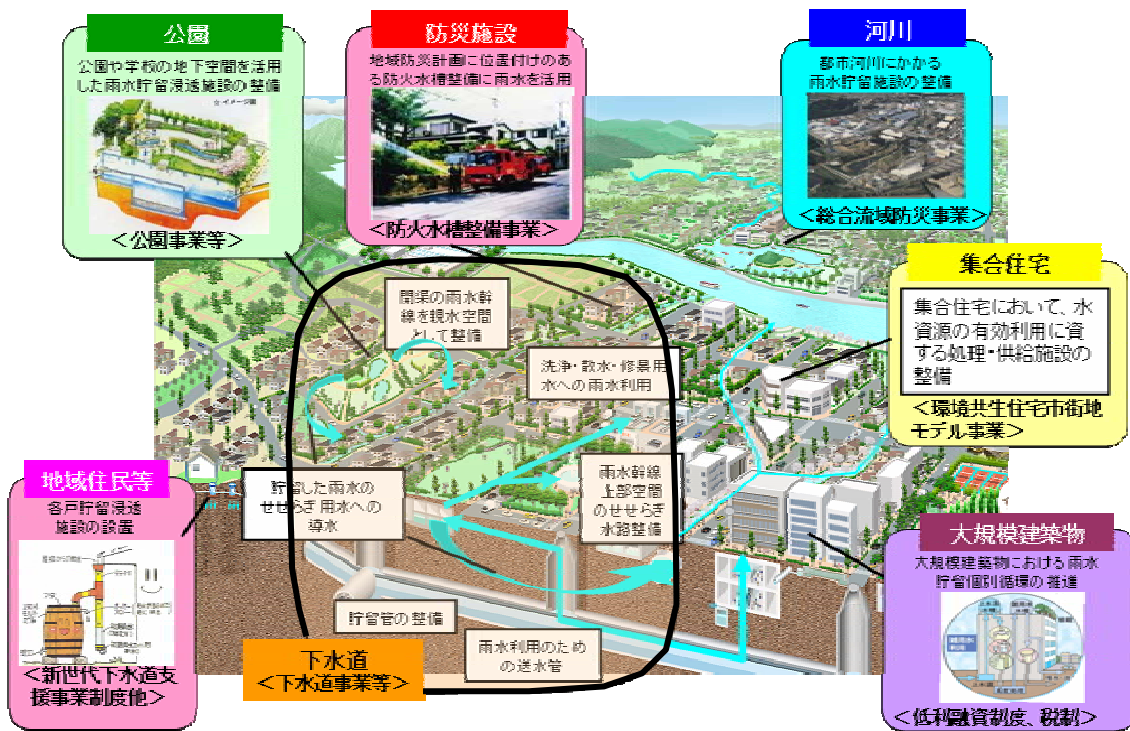 公園
公園や学校の地下空間を活用
した雨水貯留浸透施設の整備
＜公園事業等＞
防災施設
地域防災計画に位置付けのあ
る防火水槽整備に雨水を活用
＜防火水槽整備事業＞
河川
都市河川にかかる
雨水貯留施設の整備
＜総合流域防災事業＞
集合住宅
集合住宅において、水
資源の有効利用に資
する処理・供給施設の
整備
＜環境共生住宅市街地
モデル事業＞
開渠の雨水幹
線を親水空間
として整備
洗浄・散水・修景用
水への雨水利用
貯留した雨水の
せせらぎ用水への
導水
雨水幹線
上部空間
のせせらぎ
水路整備
貯留管の整備
雨水利用のため
の送水管
下水道
＜下水道事業等＞
地域住民等
各戸貯留浸透
施設の設置
＜新世代下水道支
援事業制度他＞
大規模建築物
大規模建築物における雨水
貯留個別循環の推進
＜低利融資制度、税制＞